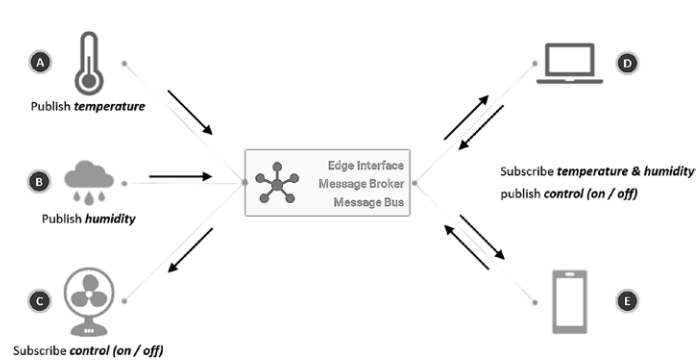 A
Publish temperature
B
Publish humidity
C
Subscribe control (on / off)
Edge Interface
Message Broker
Message Bus
D
Subscribe temperature & humidity
publish control (on / off)
E